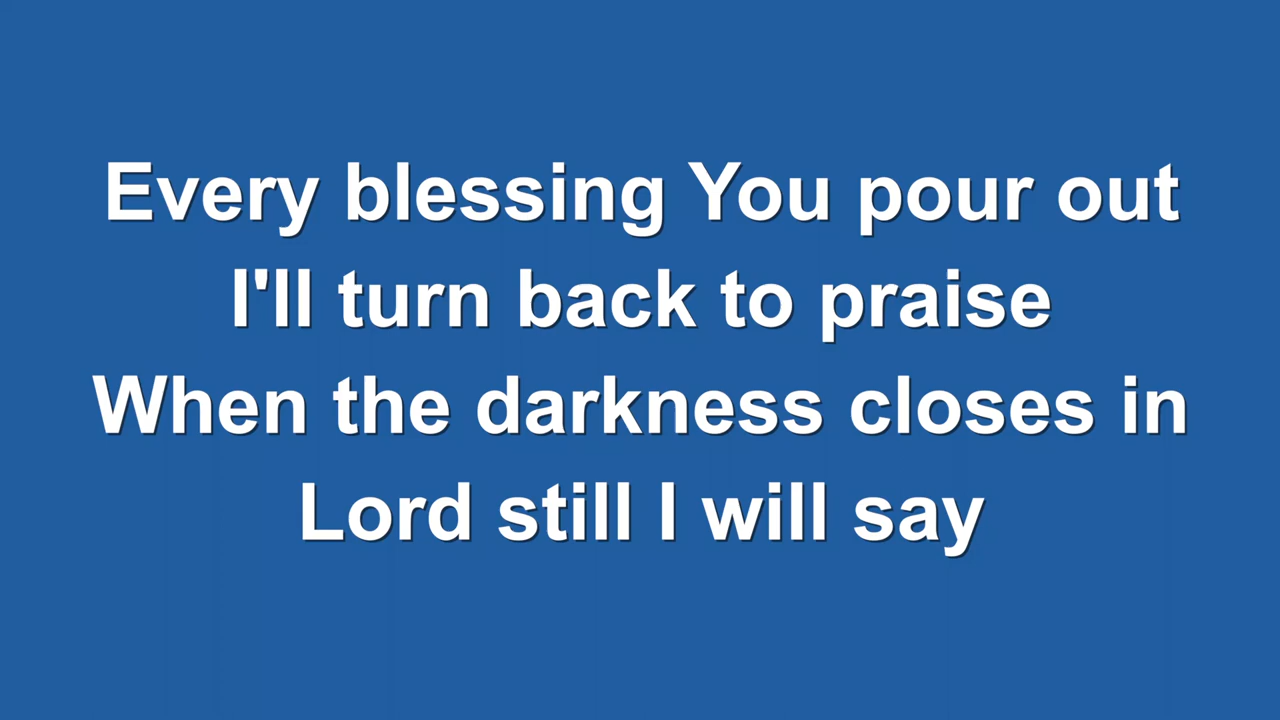 Every blessing You pour out
I'll turn back to praise
When the darkness closes in
Lord still I will say